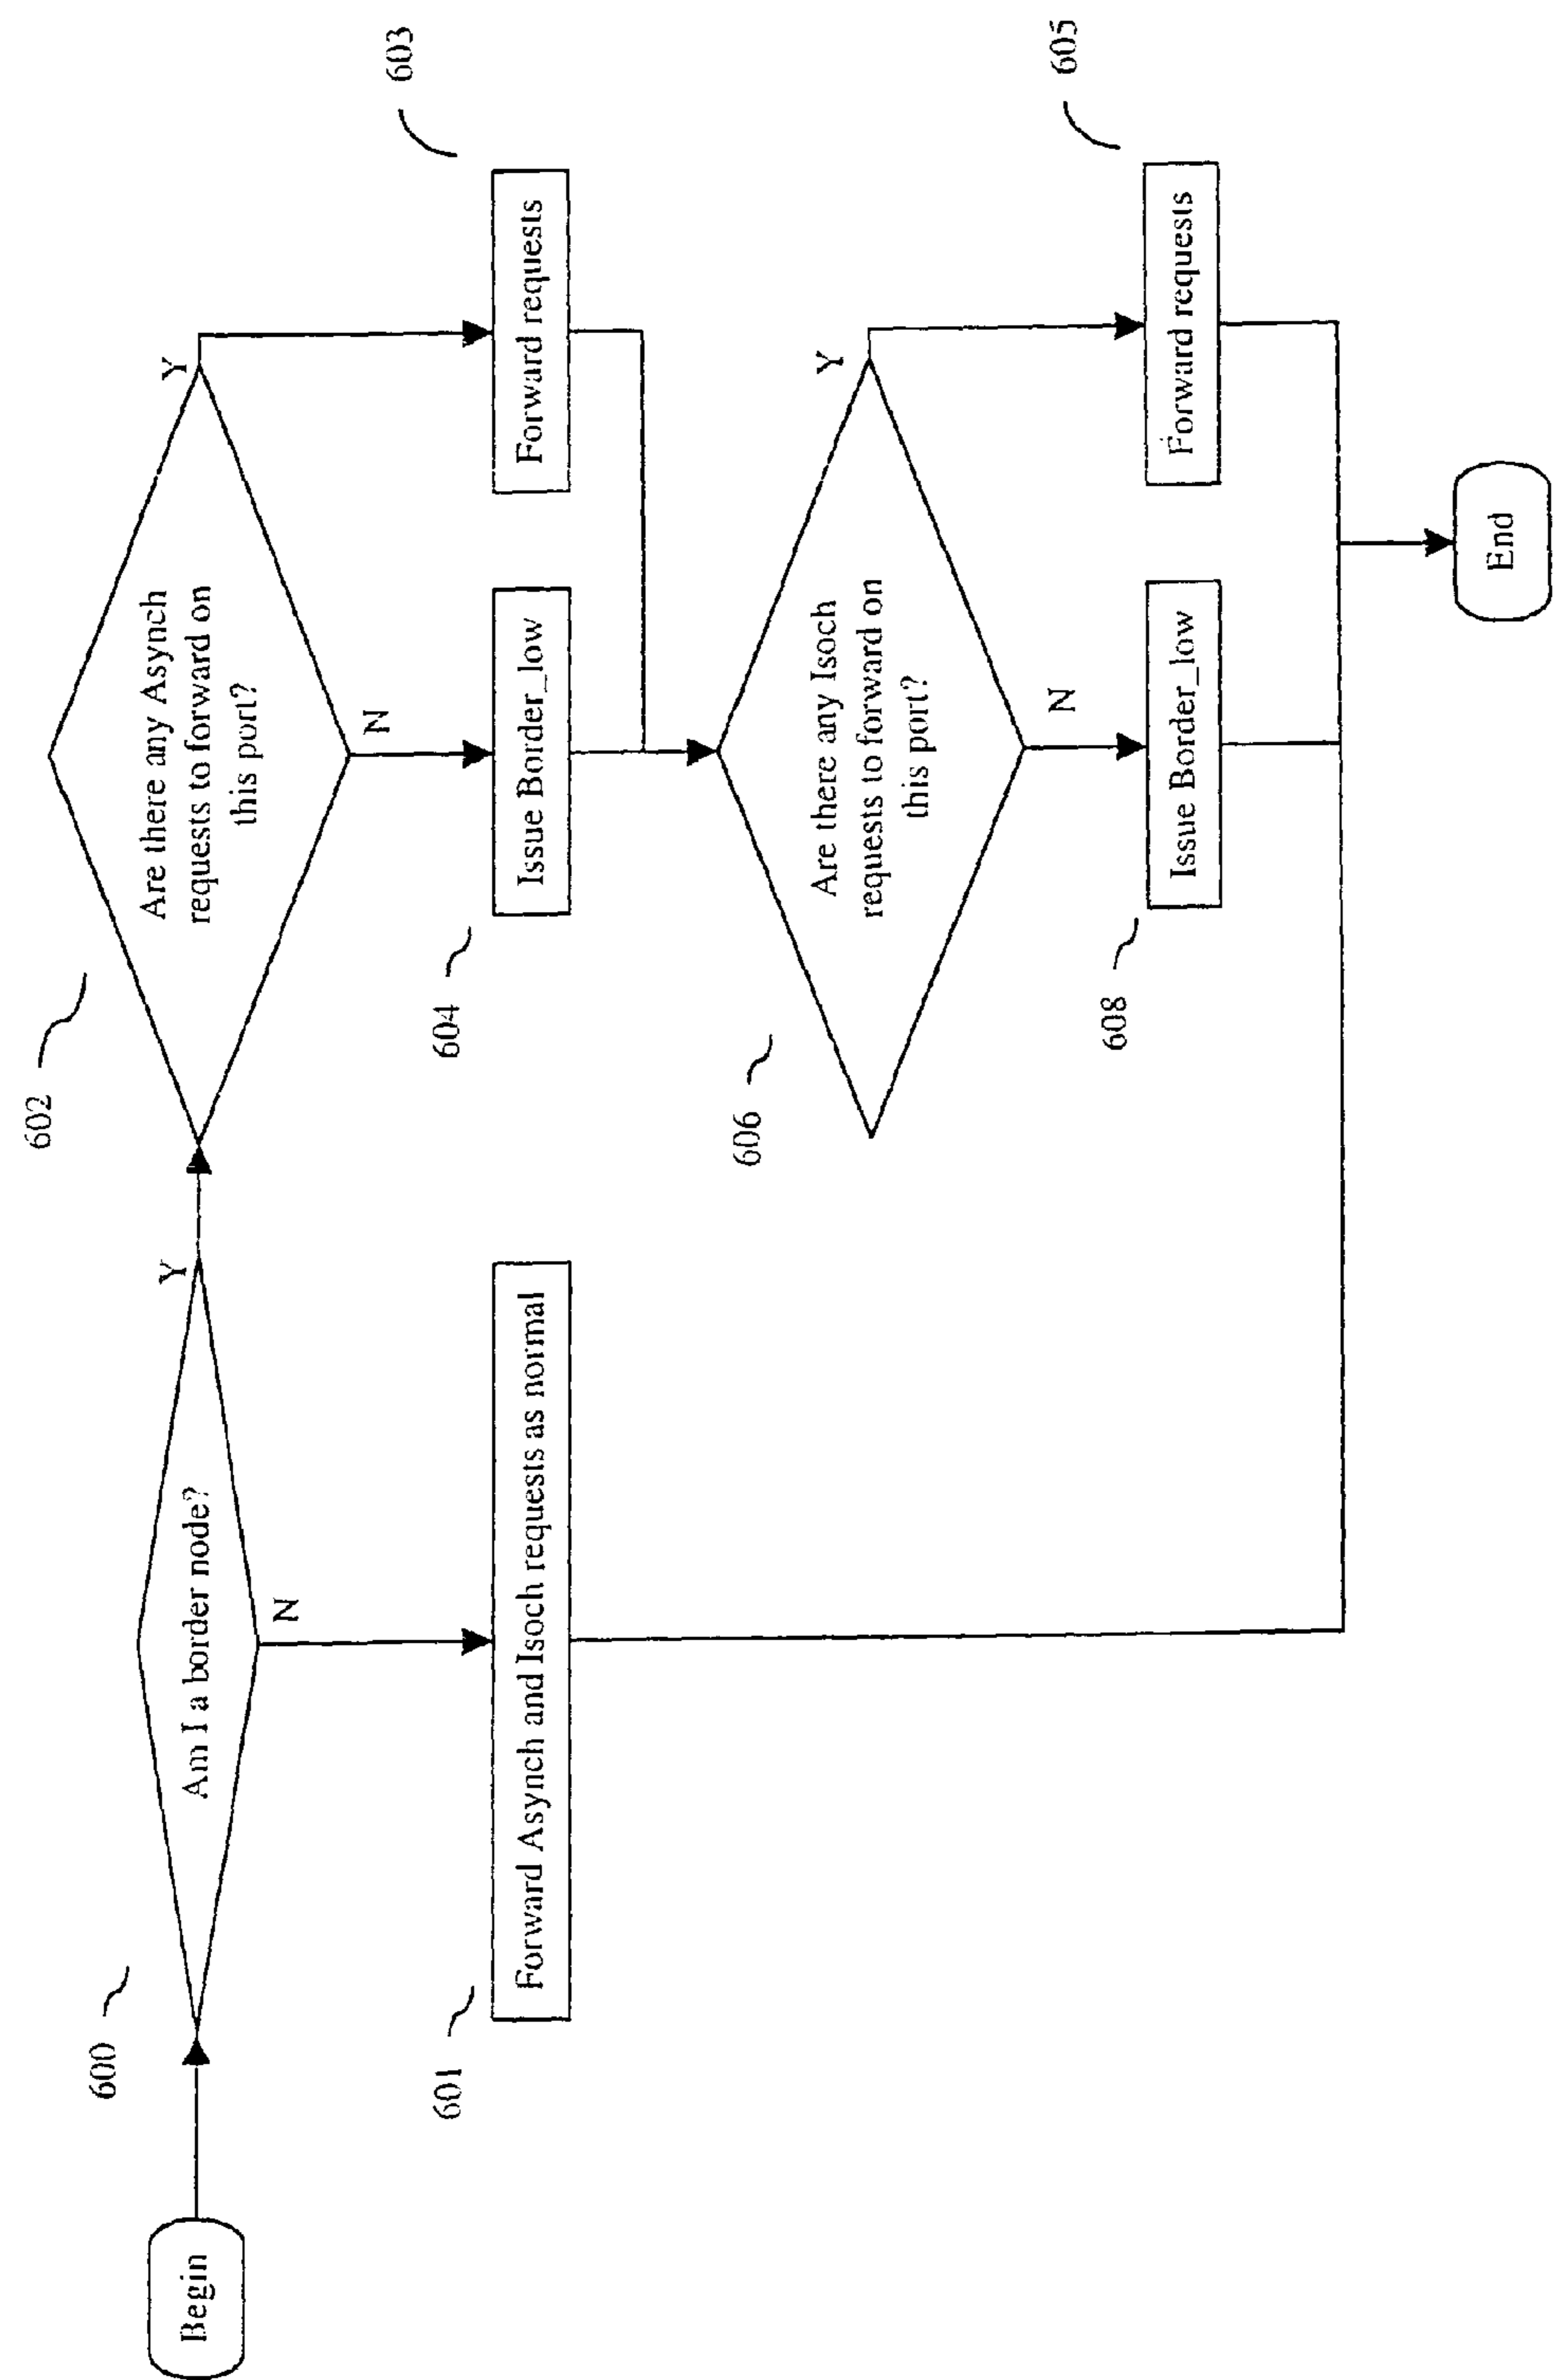 Begin
600
Am I a border node?
Y
N
601
Forward Asynch and Isoch requests as normal
602
Are there any Asynch
requests to forward on
this port?
Y
N
603
Forward requests
604
Issue Border_low
606
Are there any Isoch
requests to forward on
this port?
Y
N
605
Forward requests
608
Issue Border_low
End